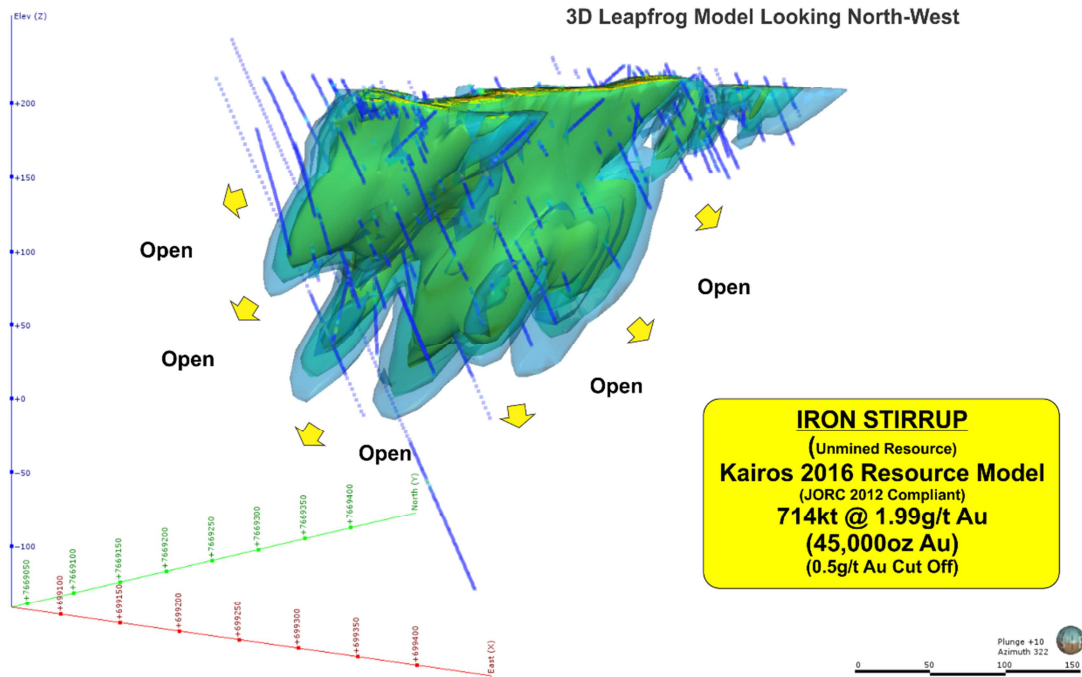 3D Leapfrog Model Looking North-West
Elev (Z)
+200
+150
+100
+50
+0
-50
-100
Open
Open
Open
Open
Open
North (Y)
+7669050
+7669100
+7669150
+7669200
+7669250
+7669300
+7669350
+7669400
+699100
+699150
+699200
+699250
+699300
+699350
+699400
East (X)
IRON STIRRUP
(Unmined Resource)
Kairos 2016 Resource Model
(JORC 2012 Compliant)
714kt @ 1.99g/t Au
(45,000oz Au)
(0.5g/t Au Cut Off)
Plunge +10
Azimuth 322
0 50 100 150